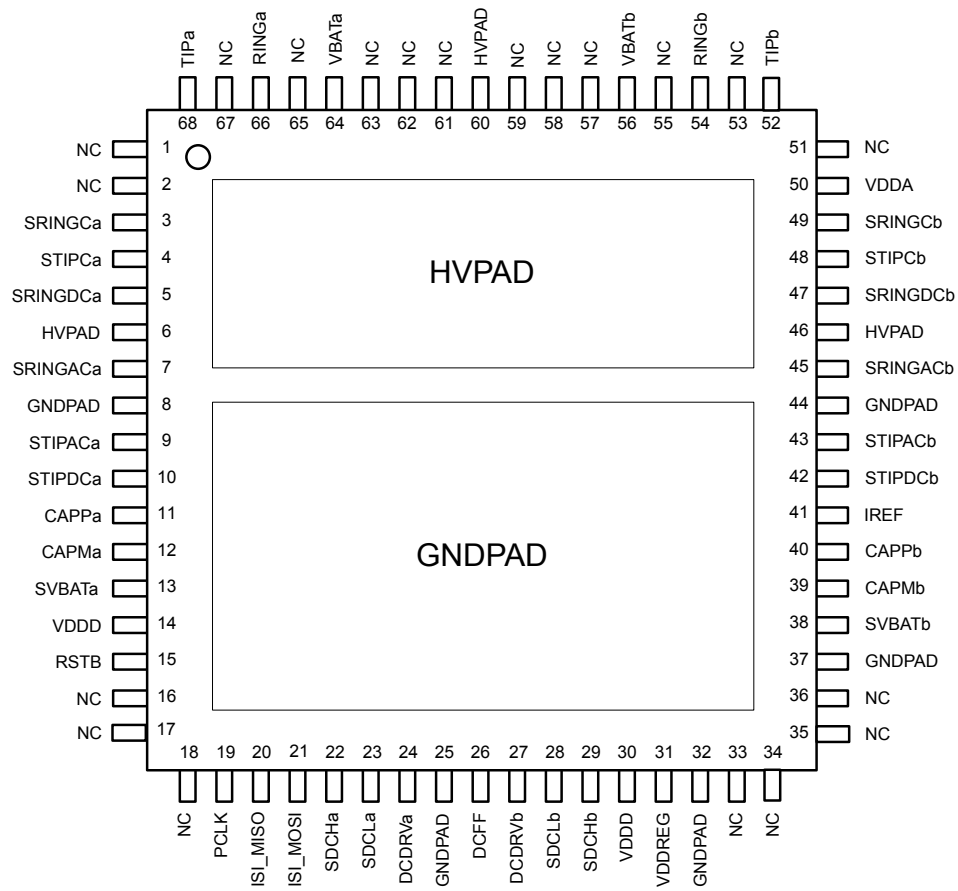 TIPa NC RINGa NC VBATa NC NC NC HVPAD NC NC NC VBATb NC RINGb NC TIPb
68 67 66 65 64 63 62 61 60 59 58 57 56 55 54 53 52
NC 1 51 NC
NC 2 50 VDDA
SRINGCa 3 49 SRINGCb
STIPCa 4 48 STIPCb
HVPAD
SRINGDCa 5 47 SRINGDCb
HVPAD 6 46 HVPAD
SRINGACa 7 45 SRINGACb
GNDPAD 8 44 GNDPAD
STIPACa 9 43 STIPACb
STIPDCa 10 42 STIPDCb
CAPPa 11 41 IREF
GNDPAD
CAPMa 12 40 CAPPb
SVBATa 13 39 CAPMb
VDDD 14 38 SVBATb
RSTB 15 37 GNDPAD
NC 16 36 NC
NC 17 35 NC
18 19 20 21 22 23 24 25 26 27 28 29 30 31 32 33 34
NC PCLK ISI_MISO ISI_MOSI SDCHa SDCLa DCDRVa GNDPAD DCFF DCDRVb SDCLb SDCHb VDDD VDDREG GNDPAD NC NC